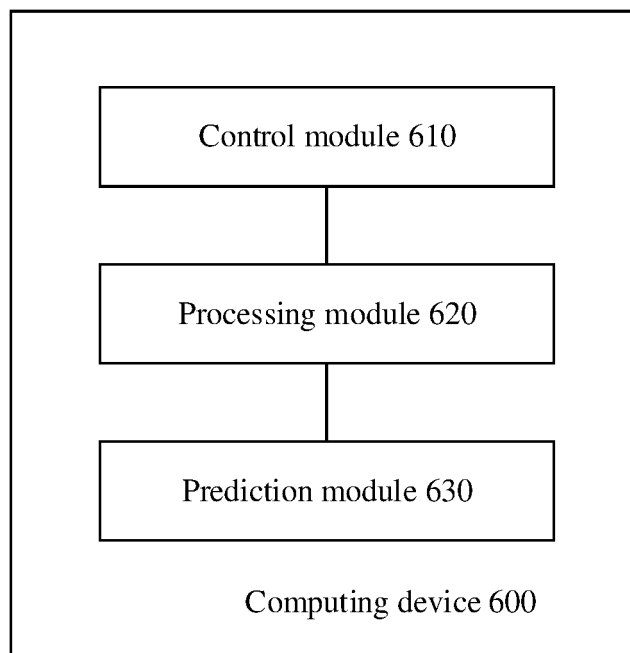 Control module 610
Processing module 620
Prediction module 630
Computing device 600